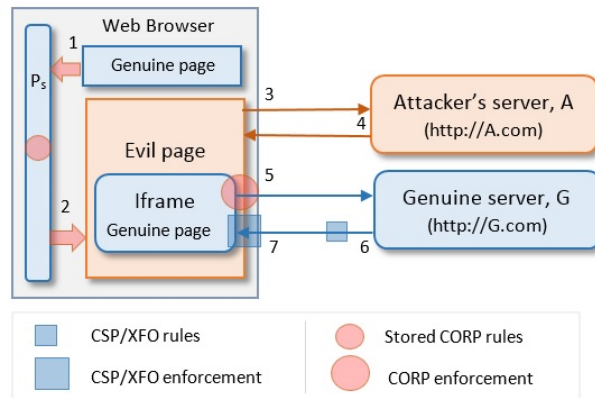 Web Browser
1
Genuine page
Ps
3
Attacker's server, A
4
(http://A.com)
Evil page
5
Iframe
Genuine server, G
2
Genuine page
(http://G.com)
7
6
CSP/XFO rules
Stored CORP rules
CSP/XFO enforcement
CORP enforcement